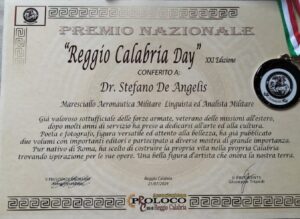 PREMIO NAZIONALE
"Reggio Calabria Day" XXI Edizione
CONFERITO A:
Dr. Stefano De Angelis
Maresciallo Aeronautica Militare Linguista ed Analista Militare
Già valoroso sottufficiale delle forze armate, veterano delle missioni all'estero,
dopo molti anni di servizio ha preso a dedicarsi all'arte ed alla cultura.
Poeta e fotografo, figura versatile ed attento alla bellezza, ha già pubblicato
due volumi con importanti editori e partecipato a diverse mostre di grande importanza.
Pur nativo di Roma, ha scelto di costruire la propria vita nella propria Calabria
trovando ispirazione per le sue opere. Una bella figura d'artista che onora la nostra terra.
Reggio Calabria
PROLOCO
Reggio Calabria